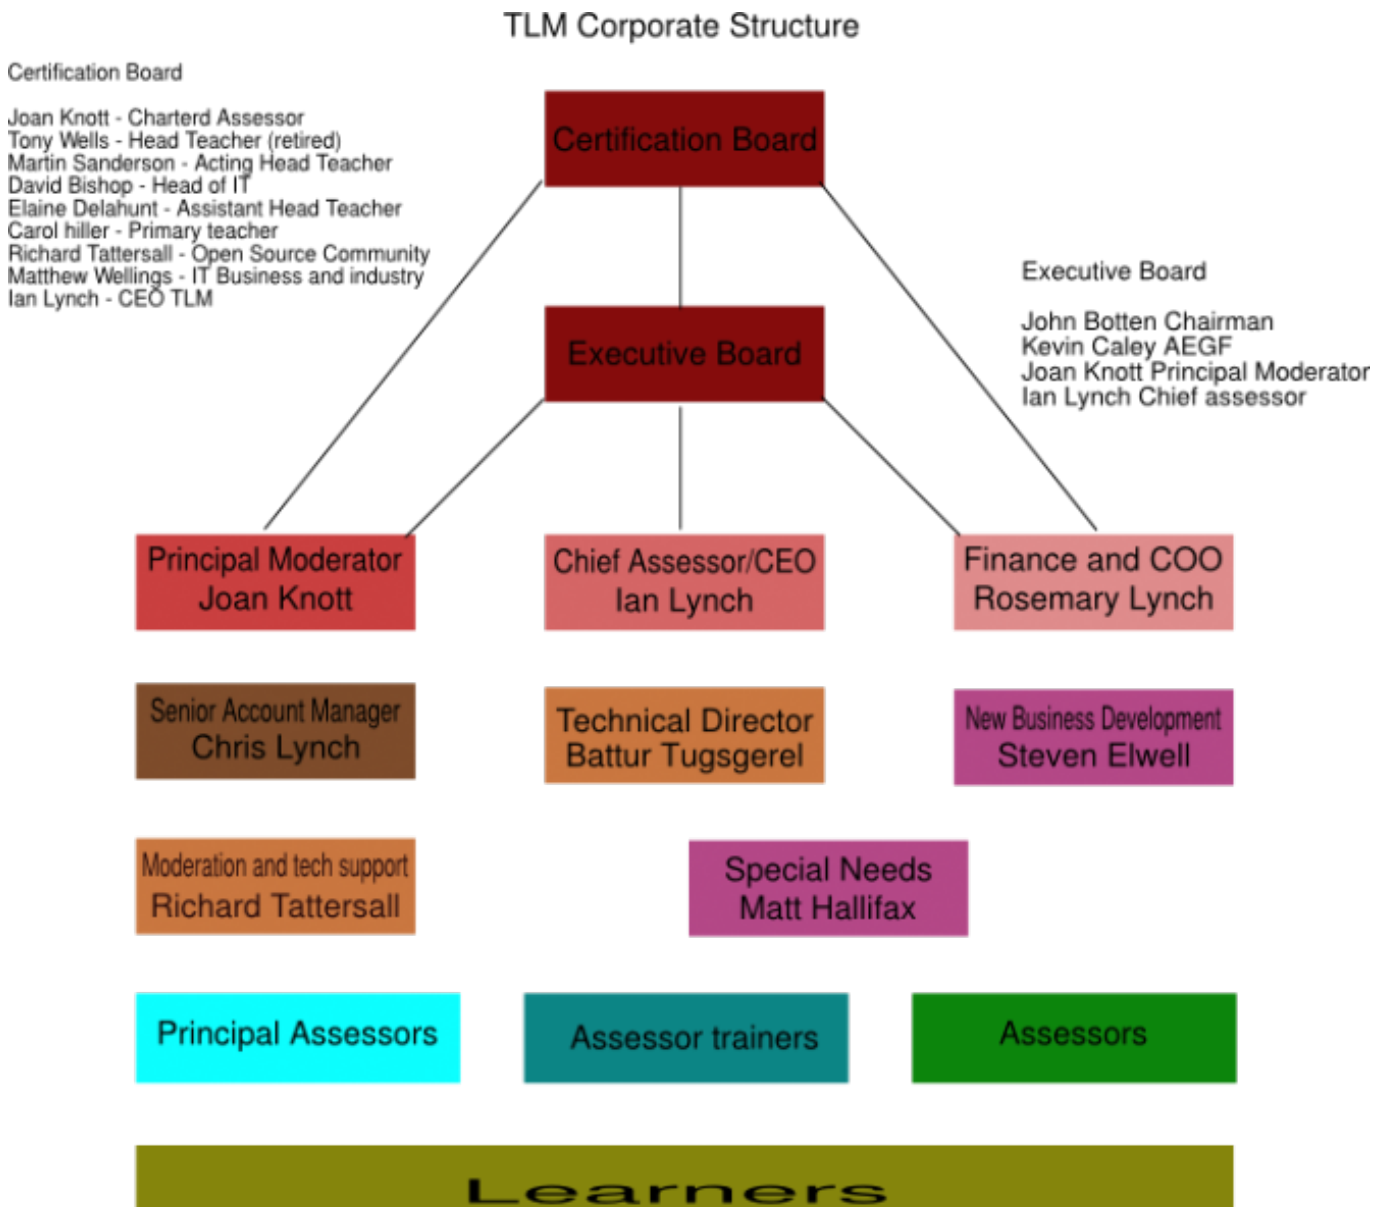 TLM Corporate Structure
Certification Board
Joan Knott - Charterd Assessor
Tony Wells - Head Teacher (retired)
Martin Sanderson - Acting Head Teacher
David Bishop - Head of IT
Elaine Delahunt - Assistant Head Teacher
Carol hiller - Primary teacher
Richard Tattersall - Open Source Community
Matthew Wellings - IT Business and industry
Ian Lynch - CEO TLM
Certification Board
Executive Board
John Botten Chairman
Kevin Caley AEGF
Joan Knott Principal Moderator
Ian Lynch Chief assessor
Executive Board
Principal Moderator
Joan Knott
Chief Assessor/CEO
Ian Lynch
Finance and COO
Rosemary Lynch
Senior Account Manager
Chris Lynch
Technical Director
Battur Tugsgerel
New Business Development
Steven Elwell
Moderation and tech support
Richard Tattersall
Special Needs
Matt Hallifax
Principal Assessors
Assessor trainers
Assessors
Learners